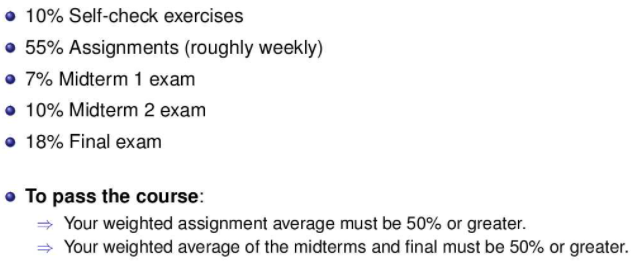 10% Self-check exercises
55% Assignments (roughly weekly)
7% Midterm 1 exam
10% Midterm 2 exam
18% Final exam
To pass the course:
⇒ Your weighted assignment average must be 50% or greater.
⇒ Your weighted average of the midterms and final must be 50% or greater.